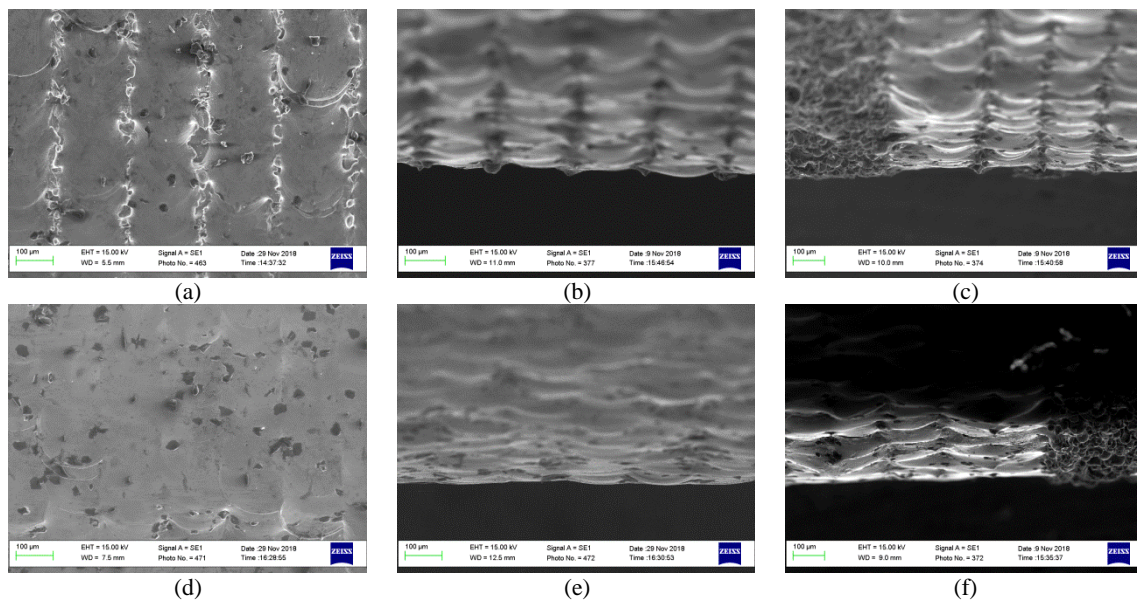 100 µm EHT = 15.00 kV Signal A = SE1 Date :29 Nov 2018 ZEISS
WD = 5.5 mm Photo No. = 463 Time :14:37:32
100 µm EHT = 15.00 kV Signal A = SE1 Date :9 Nov 2018 ZEISS
WD = 11.0 mm Photo No. = 377 Time :15:46:54
100 µm EHT = 15.00 kV Signal A = SE1 Date :9 Nov 2018 ZEISS
WD = 10.0 mm Photo No. = 374 Time :15:40:58
(a) (b) (c)
100 µm EHT = 15.00 kV Signal A = SE1 Date :29 Nov 2018 ZEISS
WD = 7.5 mm Photo No. = 471 Time :16:28:55
100 µm EHT = 15.00 kV Signal A = SE1 Date :29 Nov 2018 ZEISS
WD = 12.5 mm Photo No. = 472 Time :16:30:53
100 µm EHT = 15.00 kV Signal A = SE1 Date :9 Nov 2018 ZEISS
WD = 9.0 mm Photo No. = 372 Time :15:35:37
(d) (e) (f)